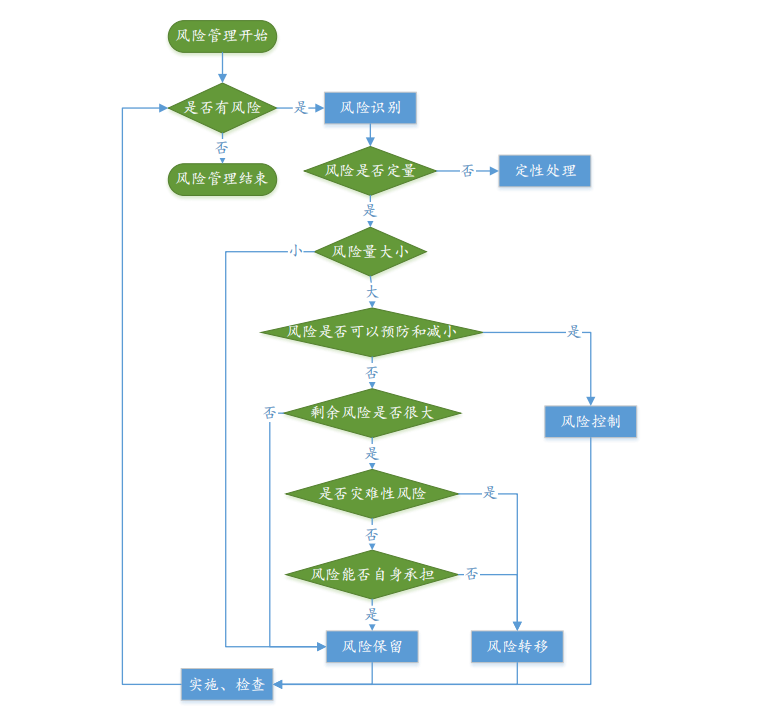 风险管理开始
是否有风险
是
风险识别
否
风险管理结束
风险是否定量
否
定性处理
是
小
风险量大小
大
风险是否可以预防和减小
是
否
否
剩余风险是否很大
风险控制
是
是否灾难性风险
是
否
风险能否自身承担
否
是
风险保留
风险转移
实施、检查